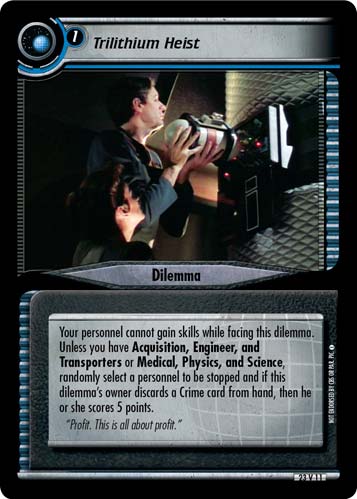 1
Trilithium Heist
Dilemma
Your personnel cannot gain skills while facing this dilemma.
Unless you have Acquisition, Engineer, and
Transporters or Medical, Physics, and Science,
randomly select a personnel to be stopped and if this
dilemma's owner discards a Crime card from hand, then he
or she scores 5 points.
"Profit. This is all about profit."
NOT ENDORSED BY CBS OR PAR. PIC.
23 V 11